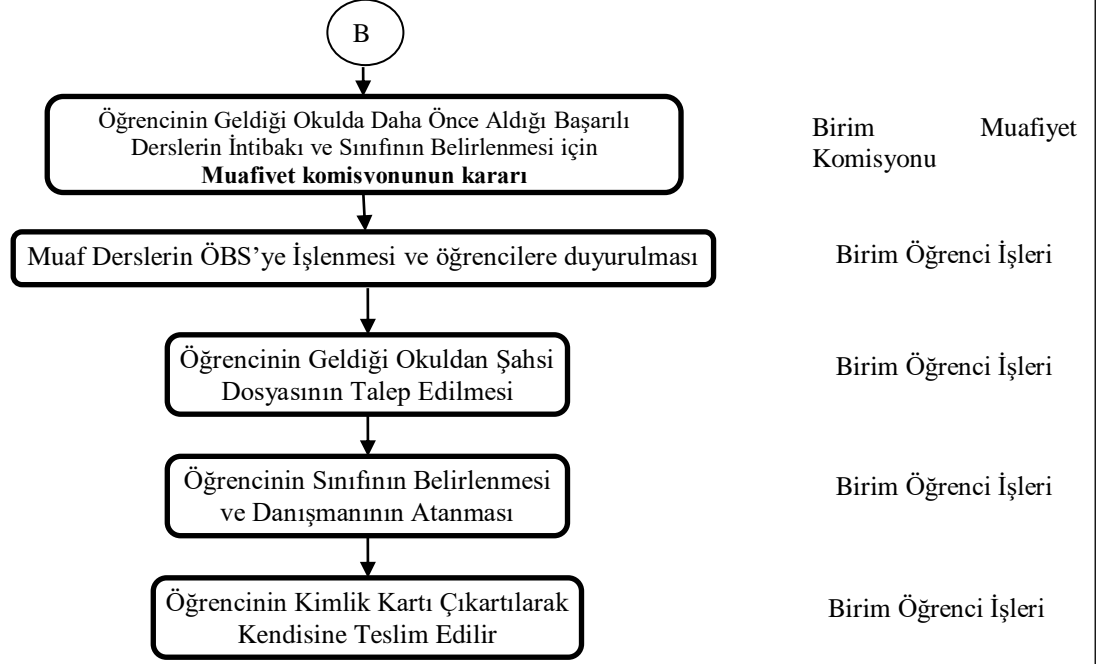 B
Öğrencinin Geldiği Okulda Daha Önce Aldığı Başarılı
Derslerin İntibakı ve Sınıfının Belirlenmesi için
Muafiyet komisyonunun kararı
Birim Muafiyet
Komisyonu
Muaf Derslerin ÖBS’ye İşlenmesi ve öğrencilere duyurulması
Birim Öğrenci İşleri
Öğrencinin Geldiği Okuldan Şahsi
Dosyasının Talep Edilmesi
Birim Öğrenci İşleri
Öğrencinin Sınıfının Belirlenmesi
ve Danışmanının Atanması
Birim Öğrenci İşleri
Öğrencinin Kimlik Kartı Çıkartılarak
Kendisine Teslim Edilir
Birim Öğrenci İşleri